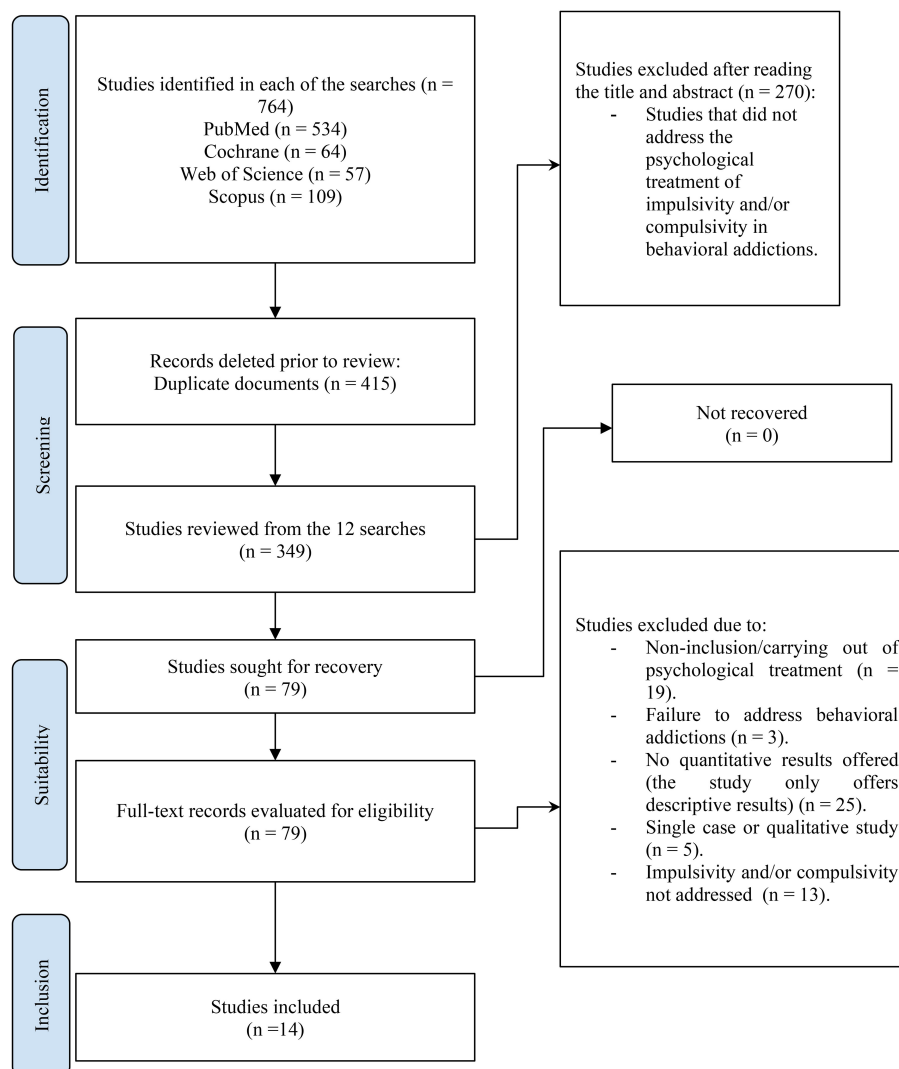 Identification
Studies identified in each of the searches (n =
764)
PubMed (n = 534)
Cochrane (n = 64)
Web of Science (n = 57)
Scopus (n = 109)
Studies excluded after reading
the title and abstract (n = 270):
- Studies that did not
address the
psychological
treatment of
impulsivity and/or
compulsivity in
behavioral addictions.
Screening
Records deleted prior to review:
Duplicate documents (n = 415)
Not recovered
(n = 0)
Studies reviewed from the 12 searches
(n = 349)
Suitability
Studies sought for recovery
(n = 79)
Full-text records evaluated for eligibility
(n = 79)
Studies excluded due to:
- Non-inclusion/carrying out of
psychological treatment (n =
19).
- Failure to address behavioral
addictions (n = 3).
- No quantitative results offered
(the study only offers
descriptive results) (n = 25).
- Single case or qualitative study
(n = 5).
- Impulsivity and/or compulsivity
not addressed (n = 13).
Inclusion
Studies included
(n =14)